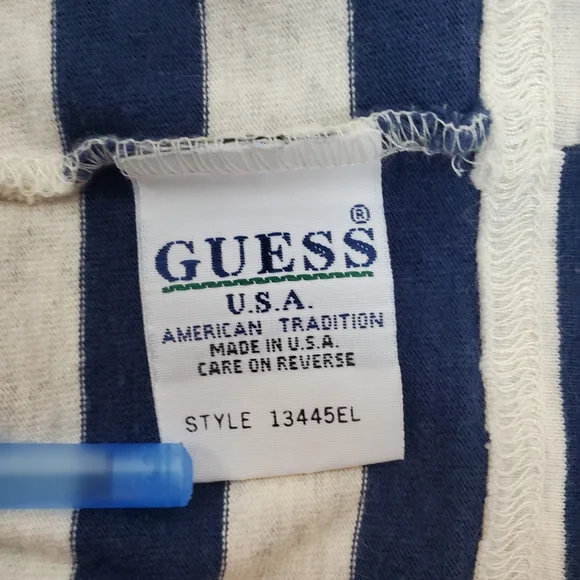 ®
GUESS
U.S.A.
AMERICAN TRADITION
MADE IN U.S.A.
CARE ON REVERSE
STYLE 13445EL